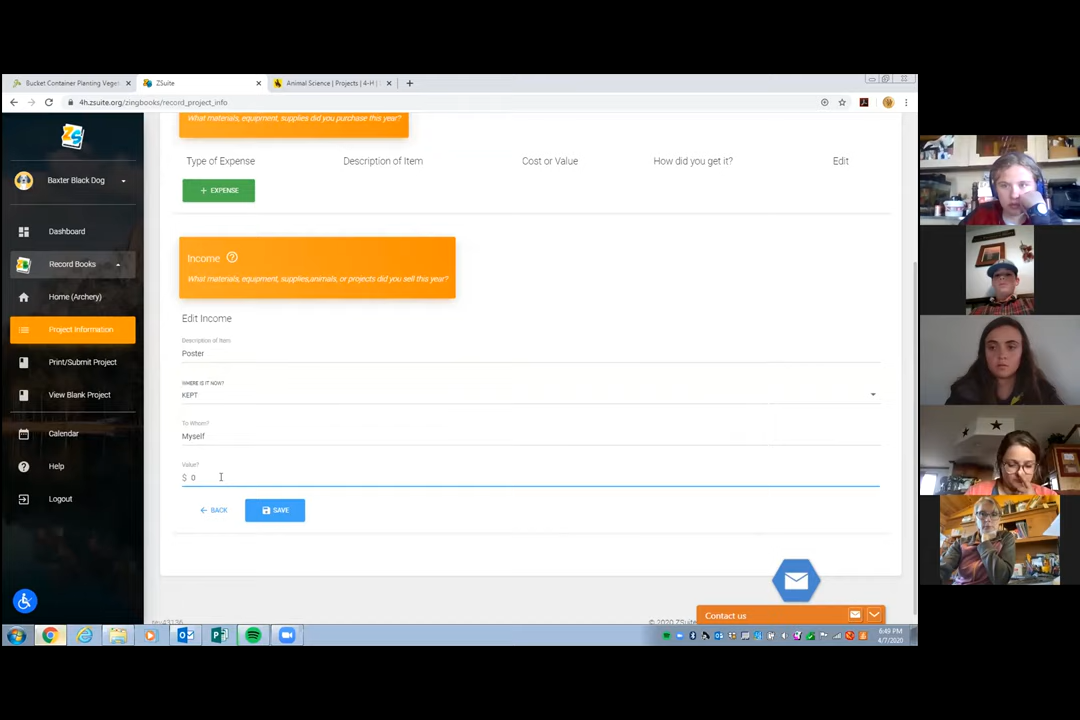 Bucket Container Planting Veget
ZSuite
Animal Science | Projects | 4-H |
4h.zsuite.org/zingbooks/record_project_info
ZS
Baxter Black Dog
Dashboard
Record Books
Home (Archery)
Project Information
Print/Submit Project
View Blank Project
Calendar
Help
Logout
What materials, equipment, supplies did you purchase this year?
Type of Expense
Description of Item
Cost or Value
How did you get it?
Edit
+ EXPENSE
Income
What materials, equipment, supplies,animals, or projects did you sell this year?
Edit Income
Description of Item
Poster
WHERE IS IT NOW?
KEPT
To Whom?
Myself
Value?
$ 0
BACK
SAVE
Contact us
© 2020 ZSuite
6:49 PM
4/7/2020